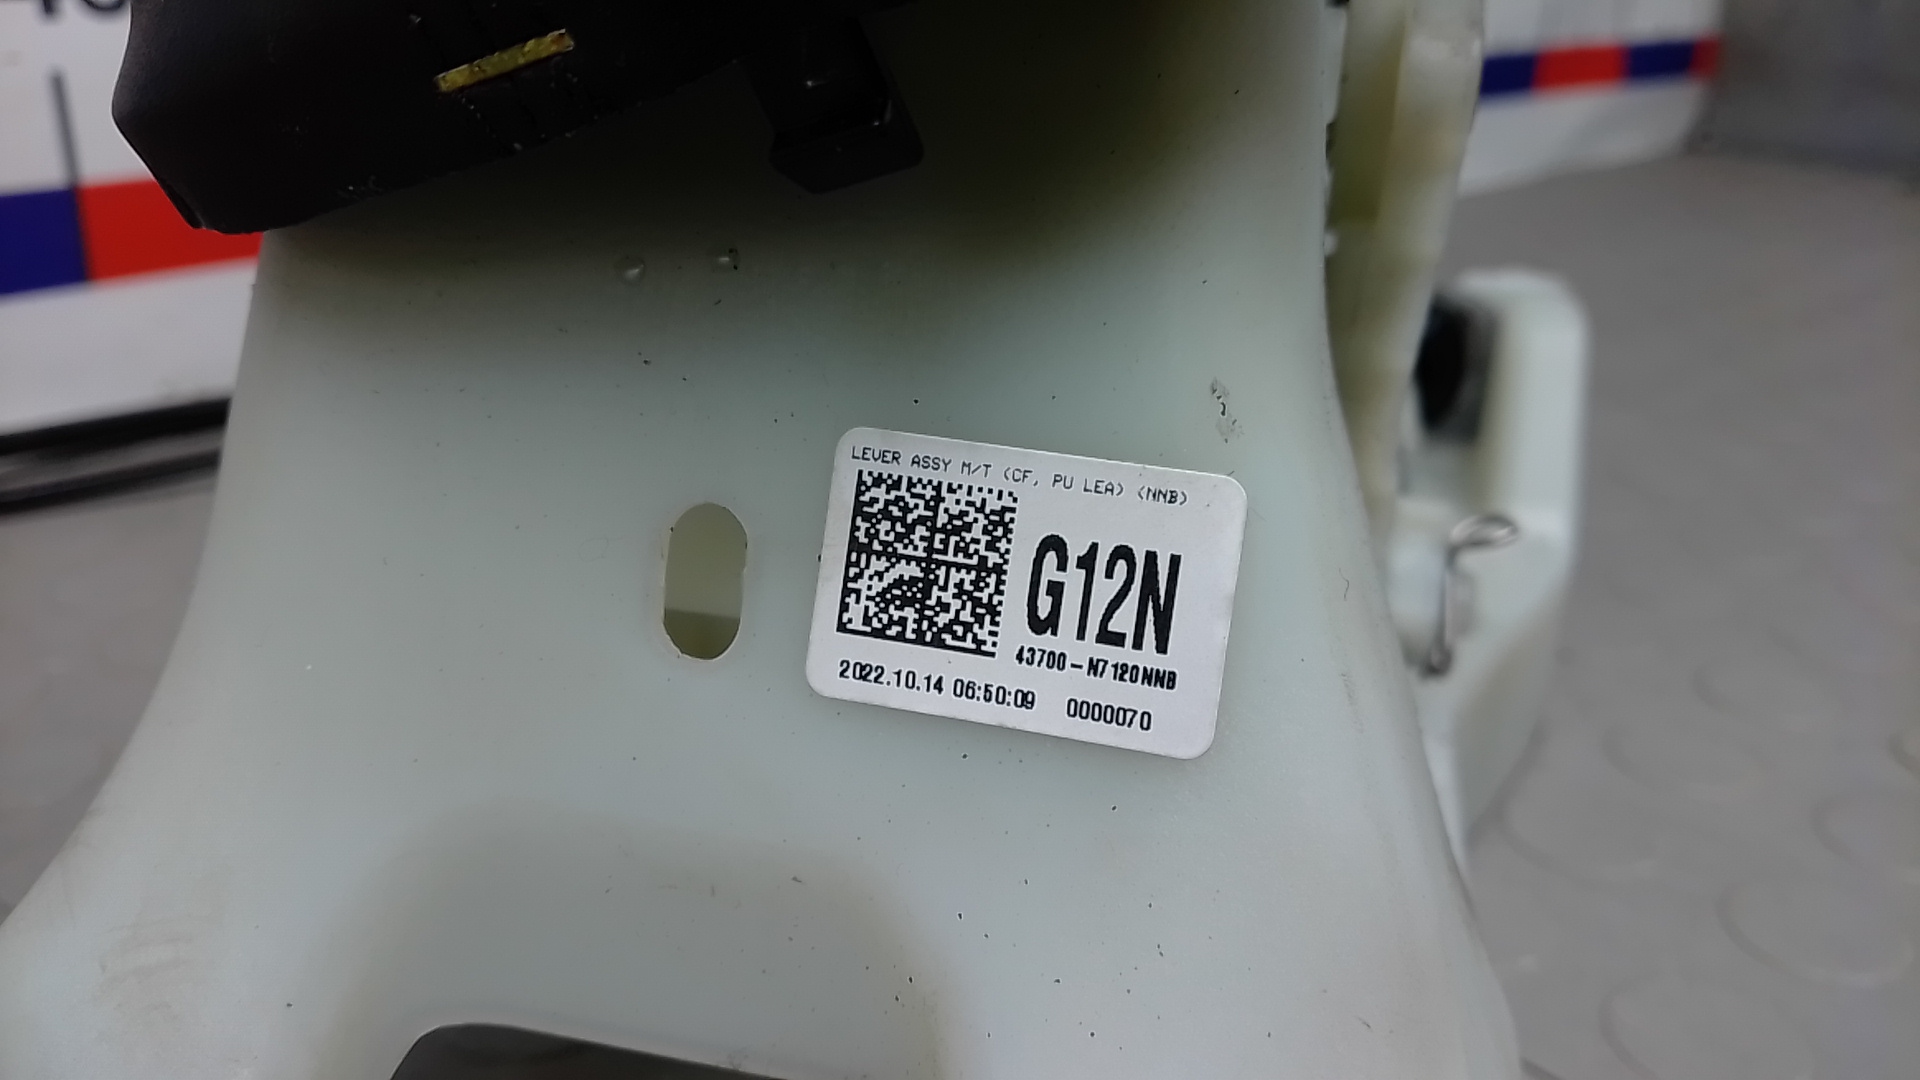 LEVER ASSY M/T (CF, PU LEA) (NNB)
G12N
43700-N7120NNB
2022.10.14 06:50:09 0000070